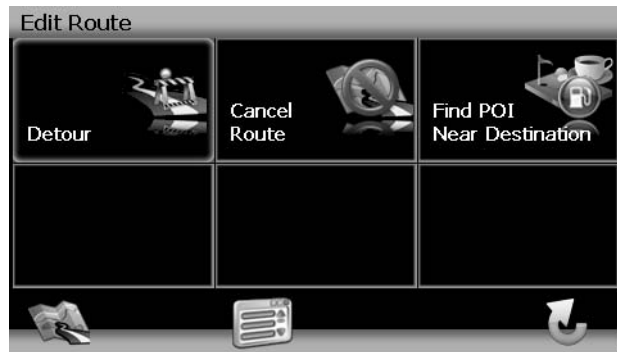 Edit Route
Detour
Cancel
Route
Find POI
Near Destination